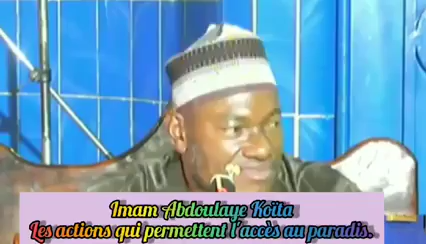 Imam Abdoulaye Koïta
Les actions qui permettent l'accès au paradis.